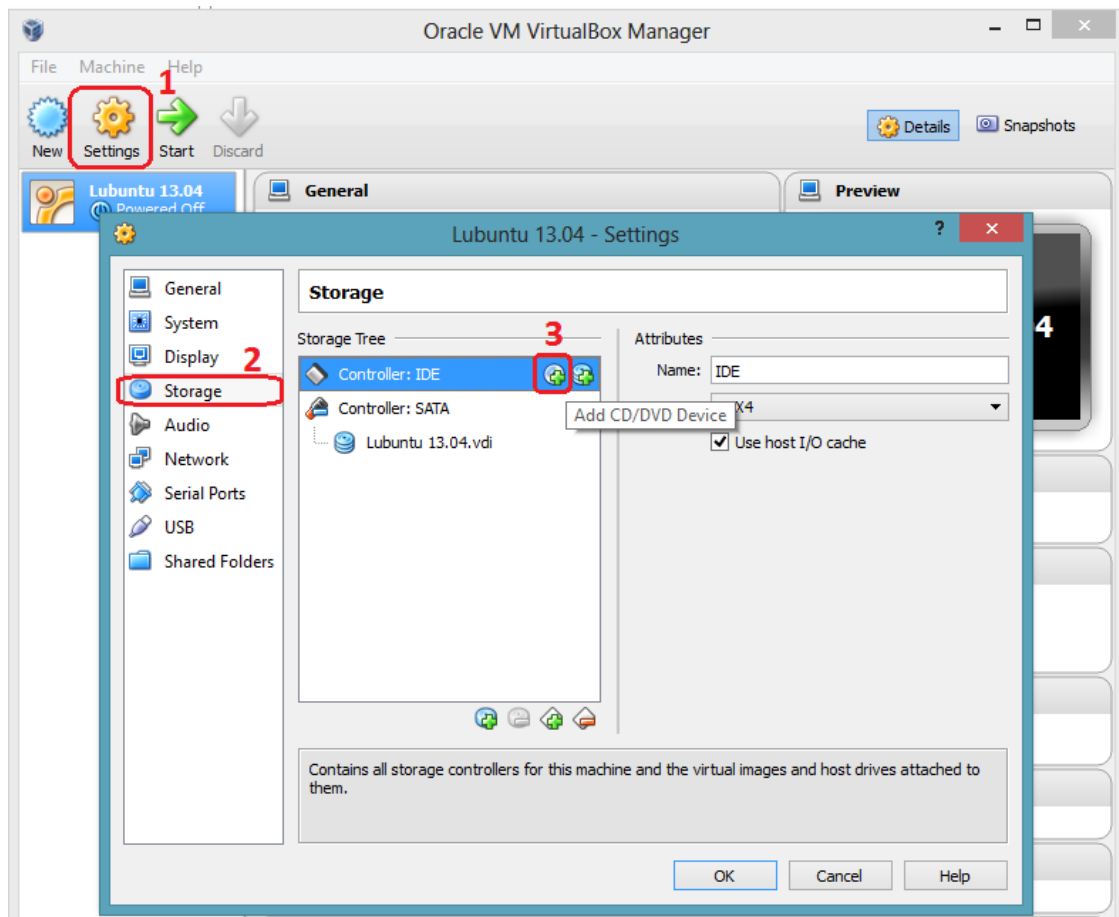 Oracle VM VirtualBox Manager
File Machine Help
1
New Settings Start Discard
Details Snapshots
Lubuntu 13.04
Powered Off
General
Preview
Lubuntu 13.04 - Settings
?
4
General
System
Display
2
Storage
Audio
Network
Serial Ports
USB
Shared Folders
Storage
Storage Tree
3
Controller: IDE
Controller: SATA
Lubuntu 13.04.vdi
Add CD/DVD Device
Attributes
Name: IDE
X4
Use host I/O cache
Contains all storage controllers for this machine and the virtual images and host drives attached to
them.
OK Cancel Help